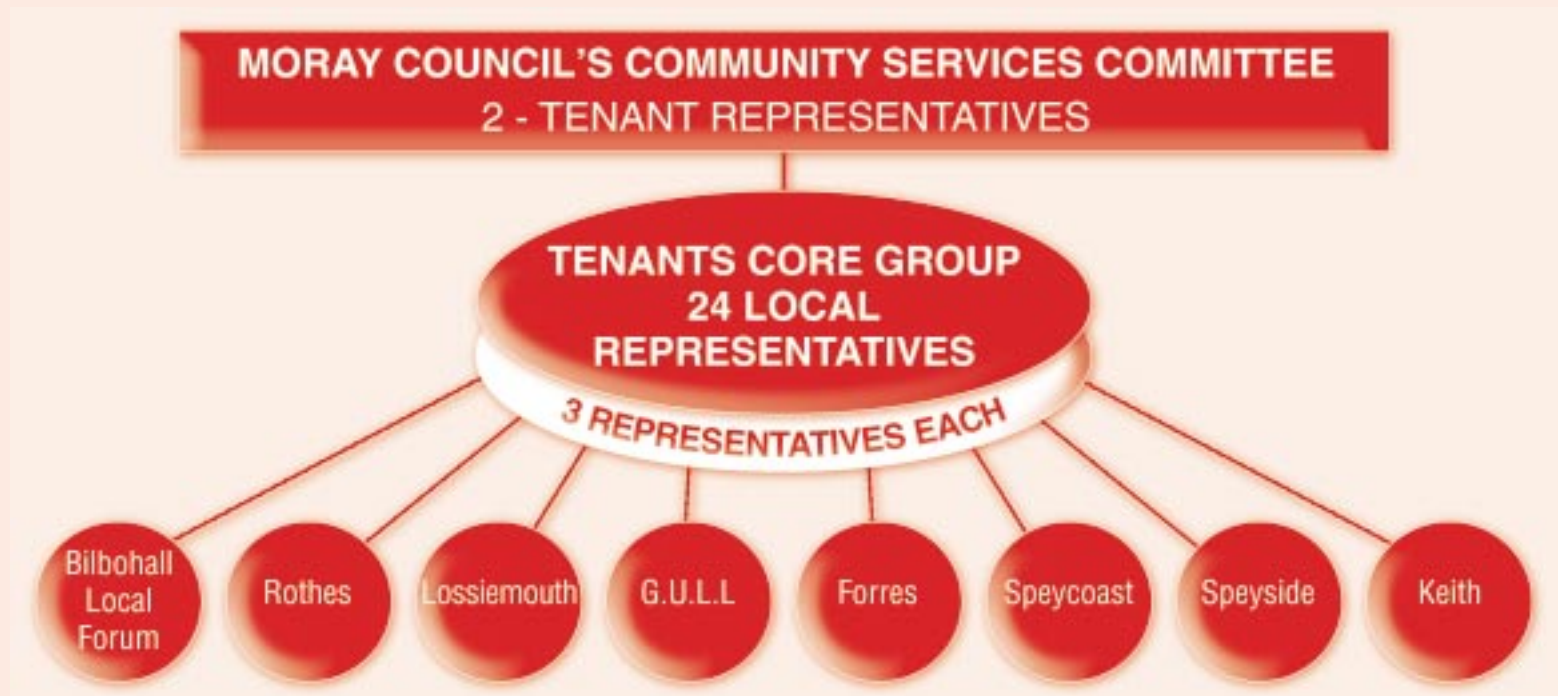 MORAY COUNCIL'S COMMUNITY SERVICES COMMITTEE
2 - TENANT REPRESENTATIVES
TENANTS CORE GROUP
24 LOCAL
REPRESENTATIVES
3 REPRESENTATIVES EACH
Bilbohall
Local
Forum
Rothes
Lossiemouth
G.U.L.L
Forres
Speycoast
Speyside
Keith